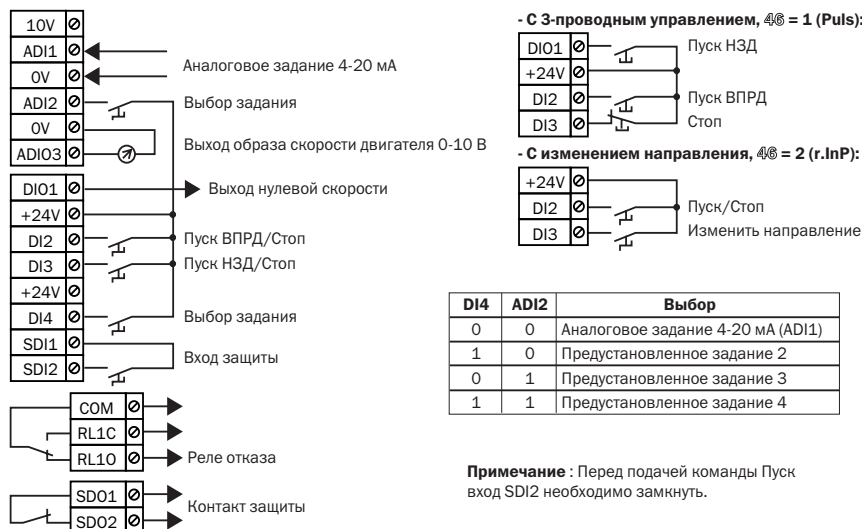 10V
ADI1
0V
Аналоговое задание 4-20 мА
ADI2
Выбор задания
0V
ADIO3
Выход образа скорости двигателя 0-10 В
DIO1
Выход нулевой скорости
+24V
DI2
Пуск ВПРД/Стоп
DI3
Пуск НЗД/Стоп
+24V
DI4
Выбор задания
SDI1
SDI2
Вход защиты
COM
RL1C
RL1O
Реле отказа
SDO1
SDO2
Контакт защиты
- С 3-проводным управлением, 46 = 1 (Puls):
DIO1
Пуск НЗД
+24V
DI2
Пуск ВПРД
DI3
Стоп
- С изменением направления, 46 = 2 (r.InP):
+24V
DI2
Пуск/Стоп
DI3
Изменить направление
DI4 ADI2 Выбор
0 0 Аналоговое задание 4-20 мА (ADI1)
1 0 Предустановленное задание 2
0 1 Предустановленное задание 3
1 1 Предустановленное задание 4
Примечание : Перед подачей команды Пуск
вход SDI2 необходимо замкнуть.